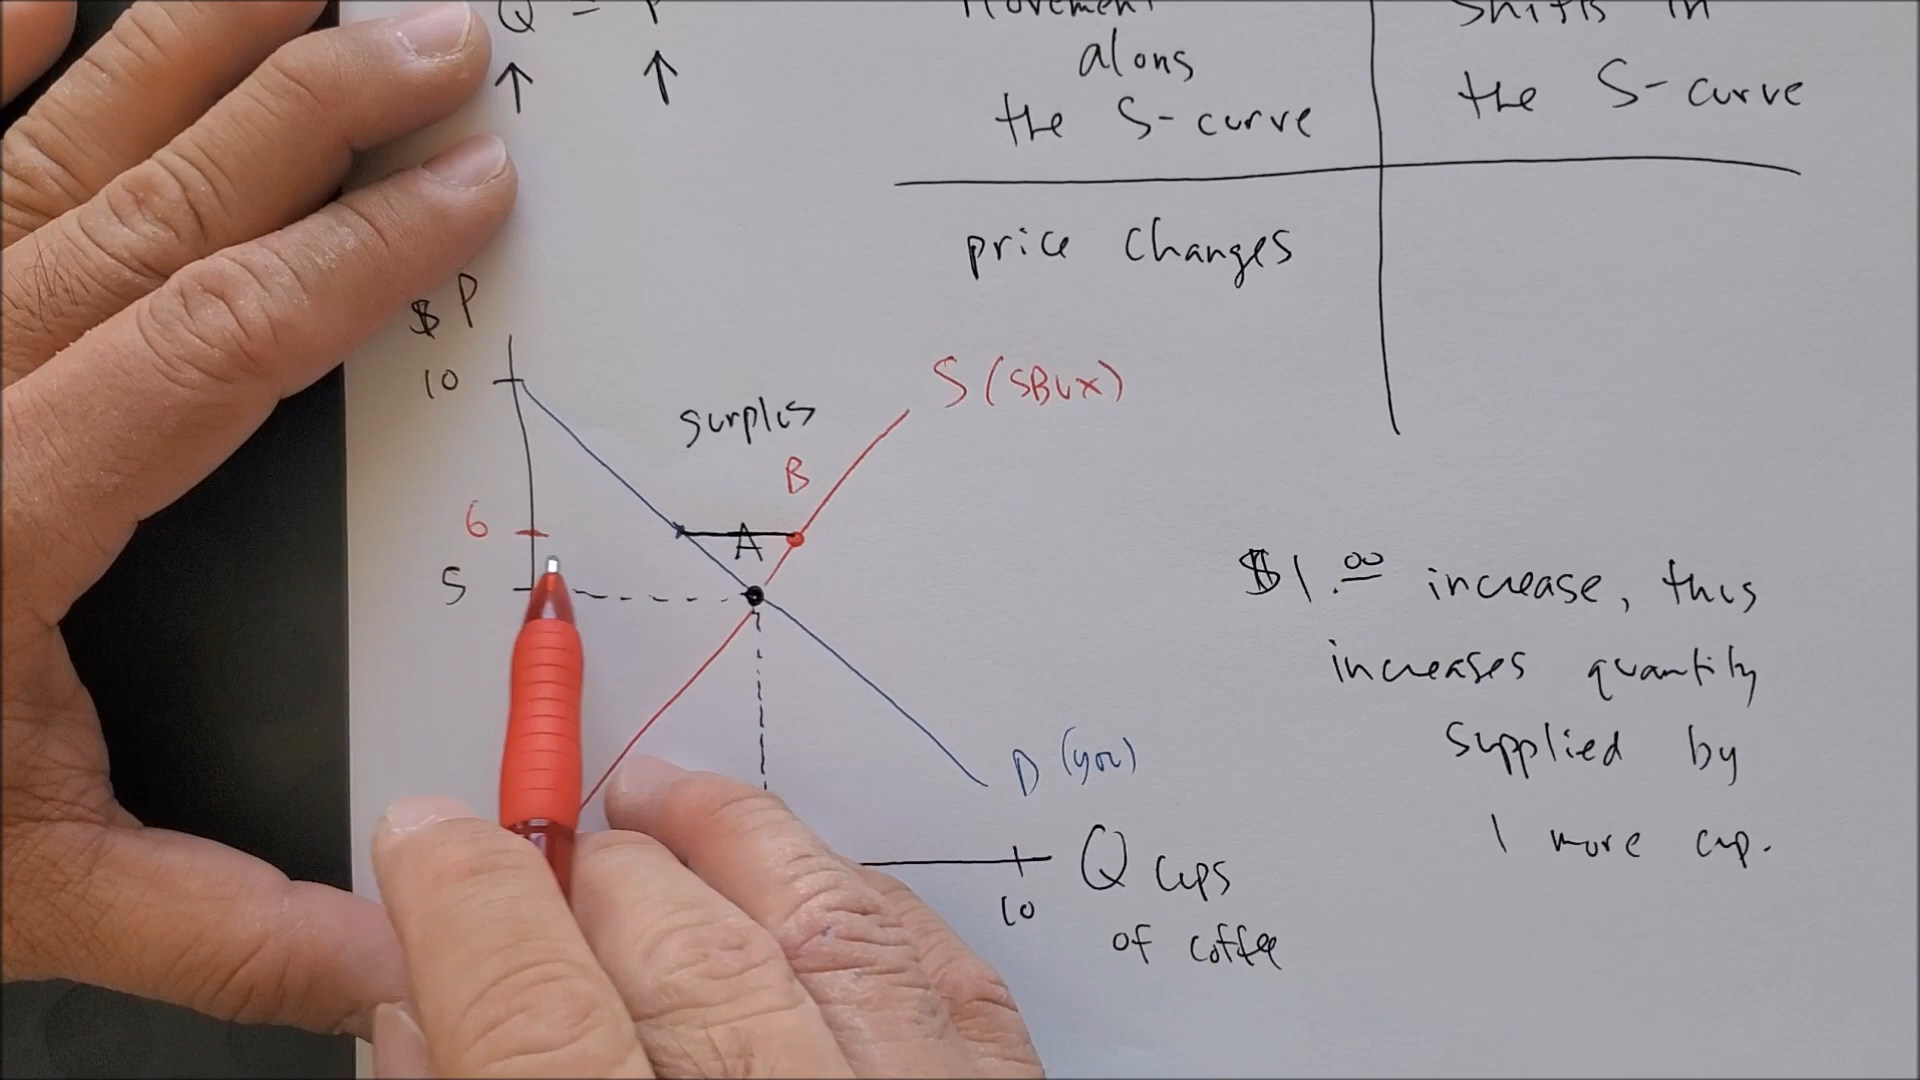 Q = P
Movement
along
the S-curve
Shifts in
the S-curve
price changes
$ P
10
6
5
surplus
B
A
S (SBUX)
D (you)
10
Q cups
of coffee
$1.00 increase, thus
increases quantity
supplied by
1 more cup.